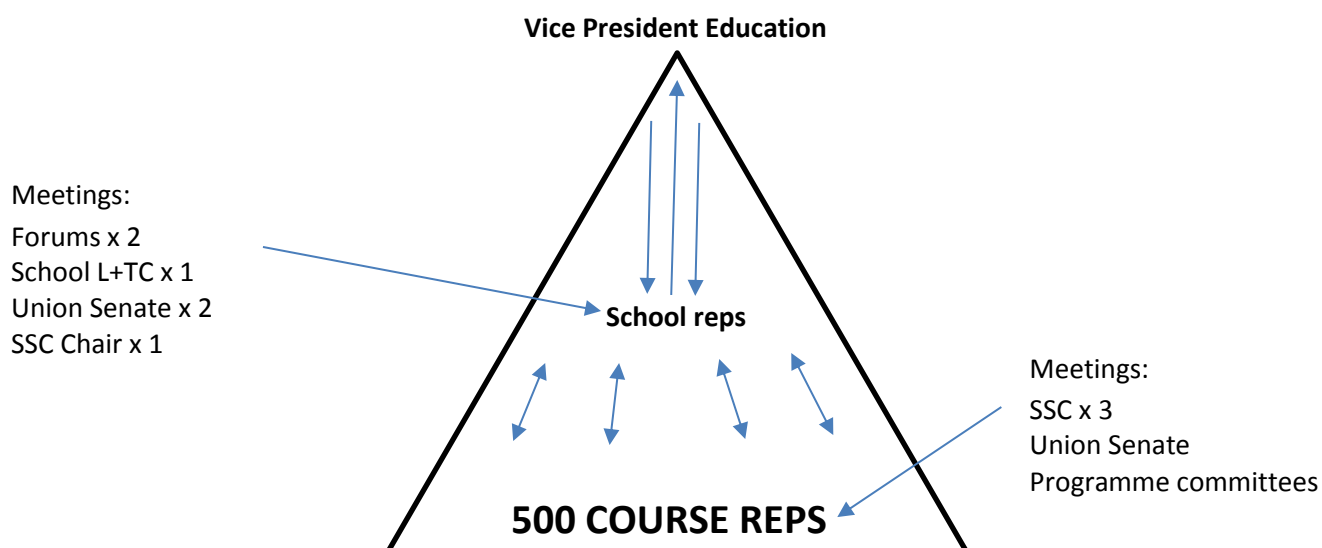 Vice President Education
Meetings:
Forums x 2
School L+TC x 1
Union Senate x 2
SSC Chair x 1
School reps
Meetings:
SSC x 3
Union Senate
Programme committees
500 COURSE REPS